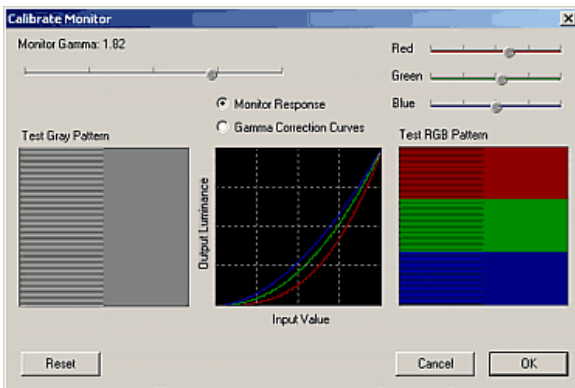 Calibrate Monitor
Monitor Gamma: 1.82
Red
Green
Blue
Monitor Response
Gamma Correction Curves
Test Gray Pattern
Test RGB Pattern
Output Luminance
Input Value
Reset
Cancel
OK